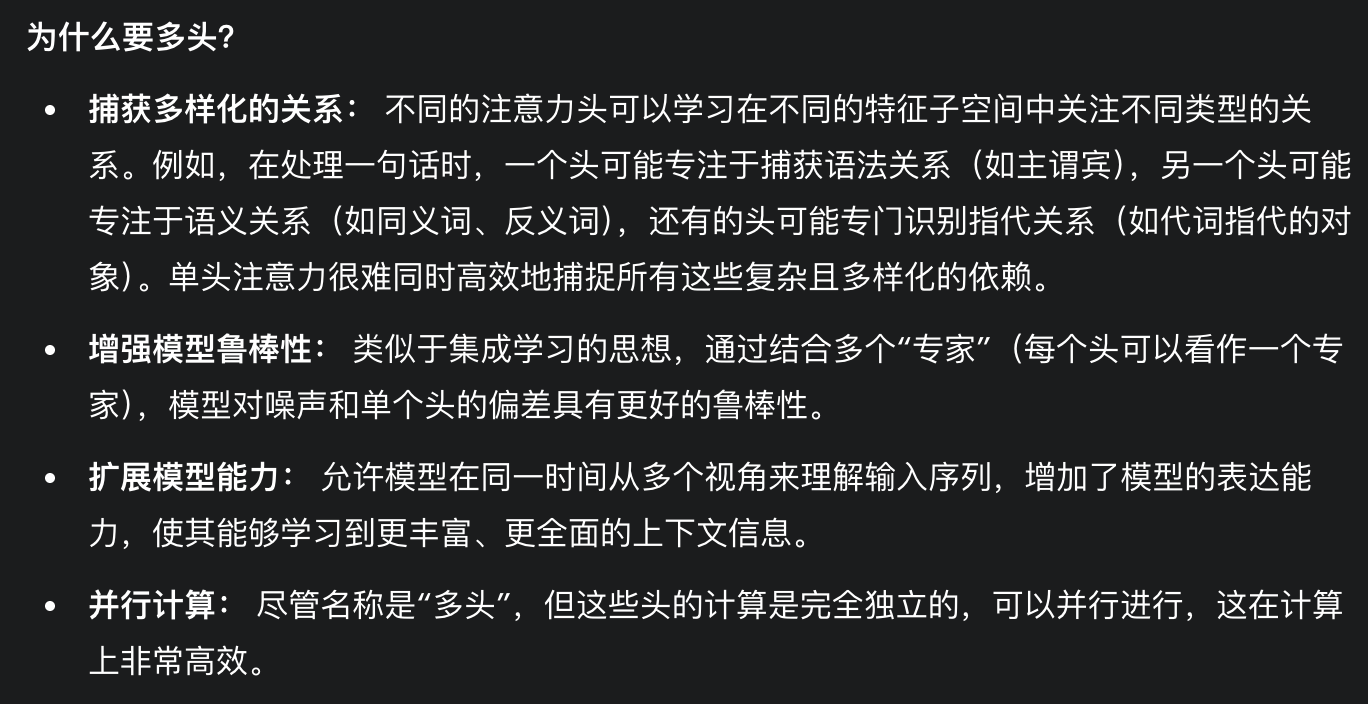 为什么要多头？
• 捕获多样化的关系： 不同的注意力头可以学习在不同的特征子空间中关注不同类型的关
系。例如，在处理一句话时，一个头可能专注于捕获语法关系（如主谓宾），另一个头可能
专注于语义关系（如同义词、反义词），还有的头可能专门识别指代关系（如代词指代的对
象）。单头注意力很难同时高效地捕捉所有这些复杂且多样化的依赖。
• 增强模型鲁棒性： 类似于集成学习的思想，通过结合多个“专家”（每个头可以看作一个专
家），模型对噪声和单个头的偏差具有更好的鲁棒性。
• 扩展模型能力： 允许模型在同一时间从多个视角来理解输入序列，增加了模型的表达能
力，使其能够学习到更丰富、更全面的上下文信息。
• 并行计算： 尽管名称是“多头”，但这些头的计算是完全独立的，可以并行进行，这在计算
上非常高效。